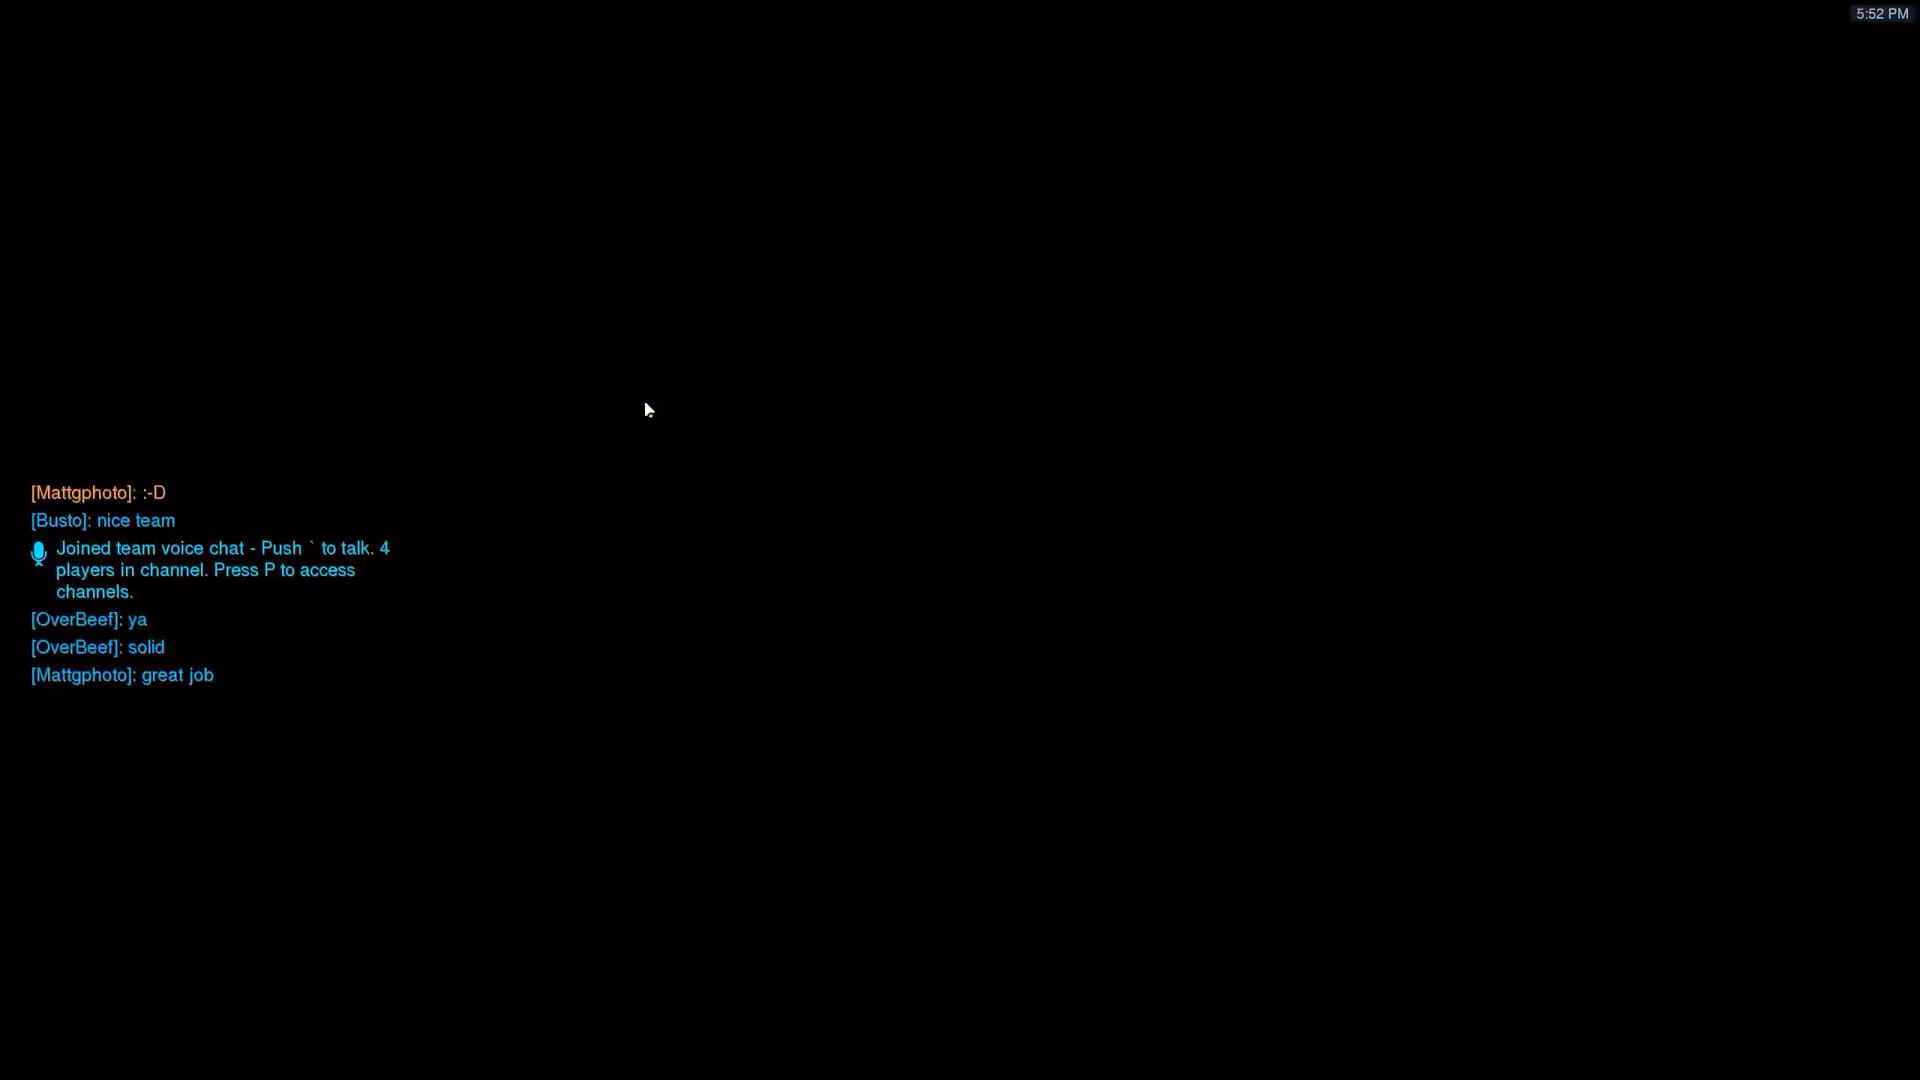 5:52 PM
[Mattgphoto]: :-D
[Busto]: nice team
Joined team voice chat - Push ` to talk. 4
players in channel. Press P to access
channels.
[OverBeef]: ya
[OverBeef]: solid
[Mattgphoto]: great job